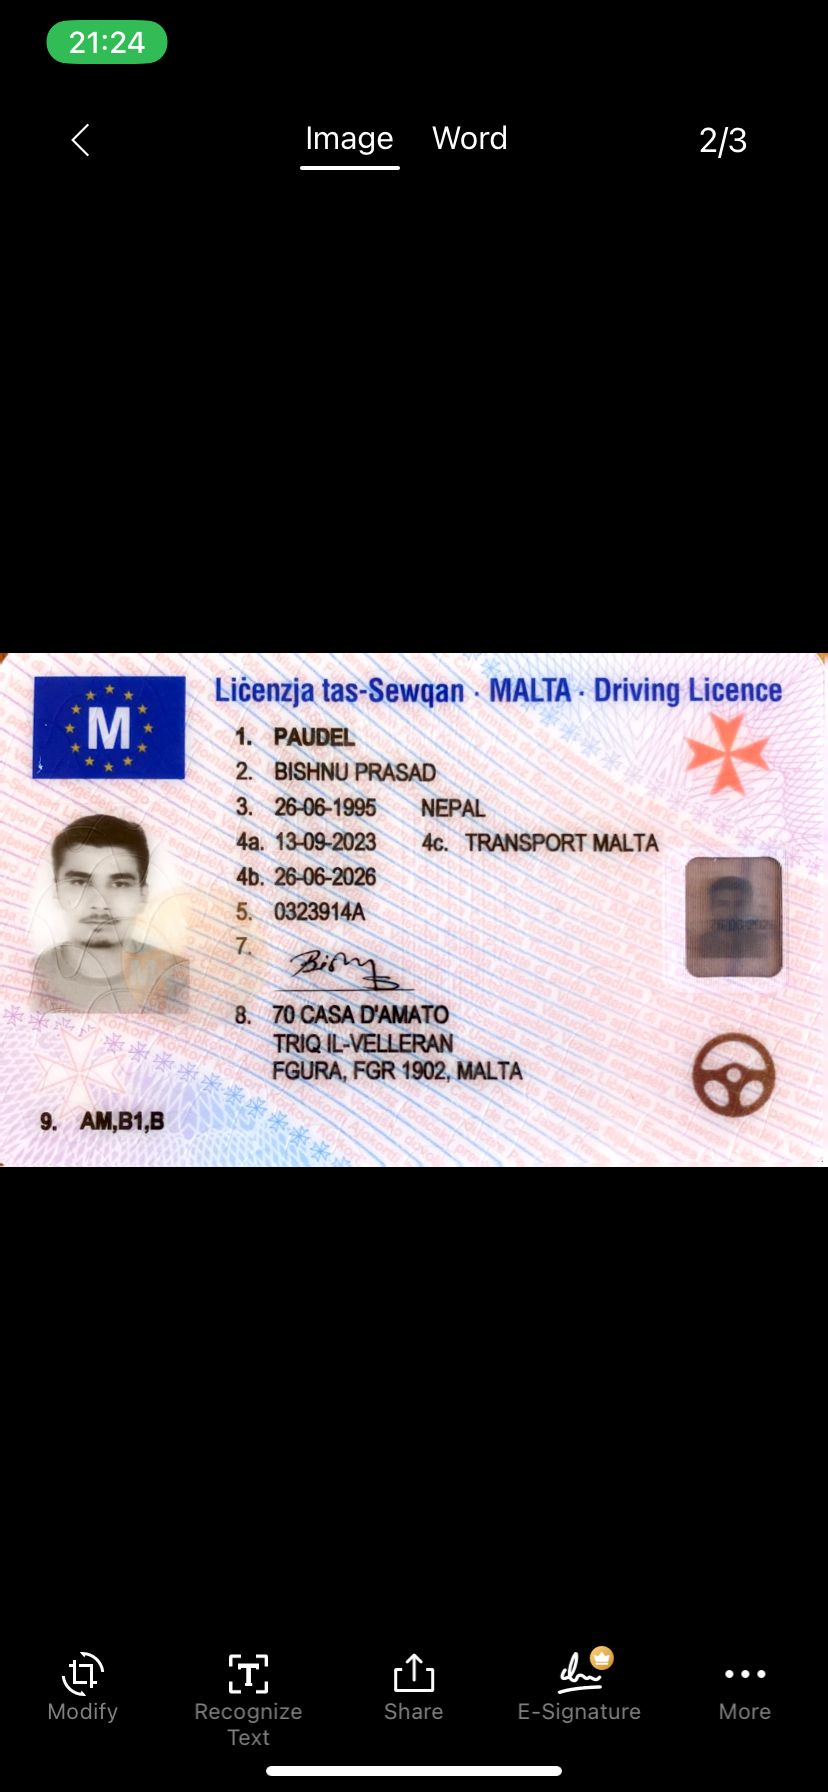 21:24
Image Word 2/3
Liċenzja tas-Sewqan · MALTA · Driving Licence
M
1. PAUDEL
2. BISHNU PRASAD
3. 26-06-1995 NEPAL
4a. 13-09-2023 4c. TRANSPORT MALTA
4b. 26-06-2026
5. 0323914A
7.
8. 70 CASA D'AMATO
TRIQ IL-VELLERAN
FGURA, FGR 1902, MALTA
9. AM,B1,B
Modify
Recognize
Text
Share
E-Signature
More